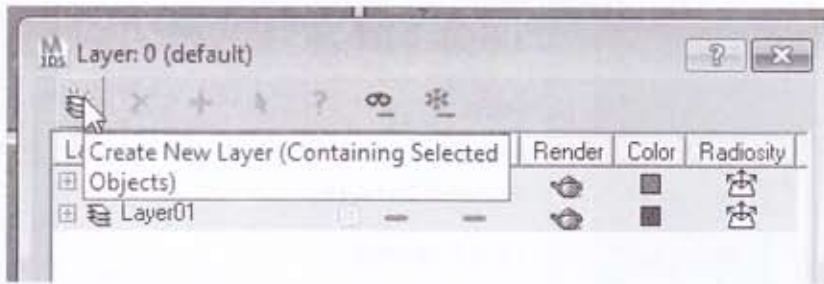 Layer: 0 (default)
Create New Layer (Containing Selected
Objects)
Render Color Radiosity
Layer01